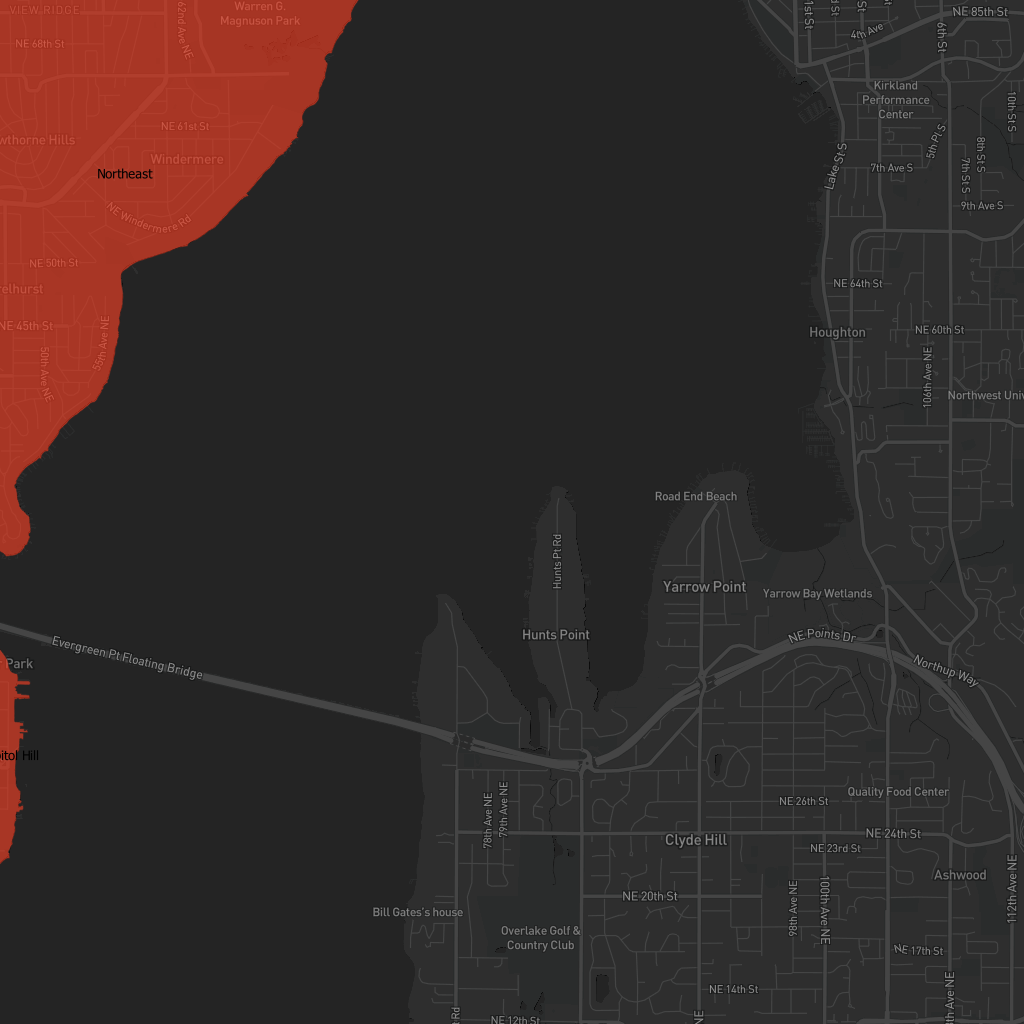 VIEW RIDGE
62nd Ave NE
Warren G.
Magnuson Park
1st St
4th Ave
6th St
NE 85th St
NE 68th St
Kirkland
Performance
Center
10th St S
NE 61st St
5th Pl S
8th St S
wthorne Hills
Windermere
Lake St S
7th Ave S
7th St S
Northeast
9th Ave S
NE Windermere Rd
NE 50th St
NE 64th St
relhurst
NE 45th St
55th Ave NE
Houghton
NE 60th St
50th Ave NE
106th Ave NE
Northwest Univ
Road End Beach
Hunts Pt Rd
Yarrow Point
Yarrow Bay Wetlands
Hunts Point
NE Points Dr
Evergreen Pt Floating Bridge
Park
Northup Way
itol Hill
Quality Food Center
NE 26th St
78th Ave NE
79th Ave NE
Clyde Hill
NE 24th St
NE 23rd St
Ashwood
112th Ave NE
NE 20th St
98th Ave NE
100th Ave NE
Bill Gates's house
Overlake Golf &
Country Club
NE 17th St
NE 14th St
NE 12th St
t Rd
NE
th Ave NE